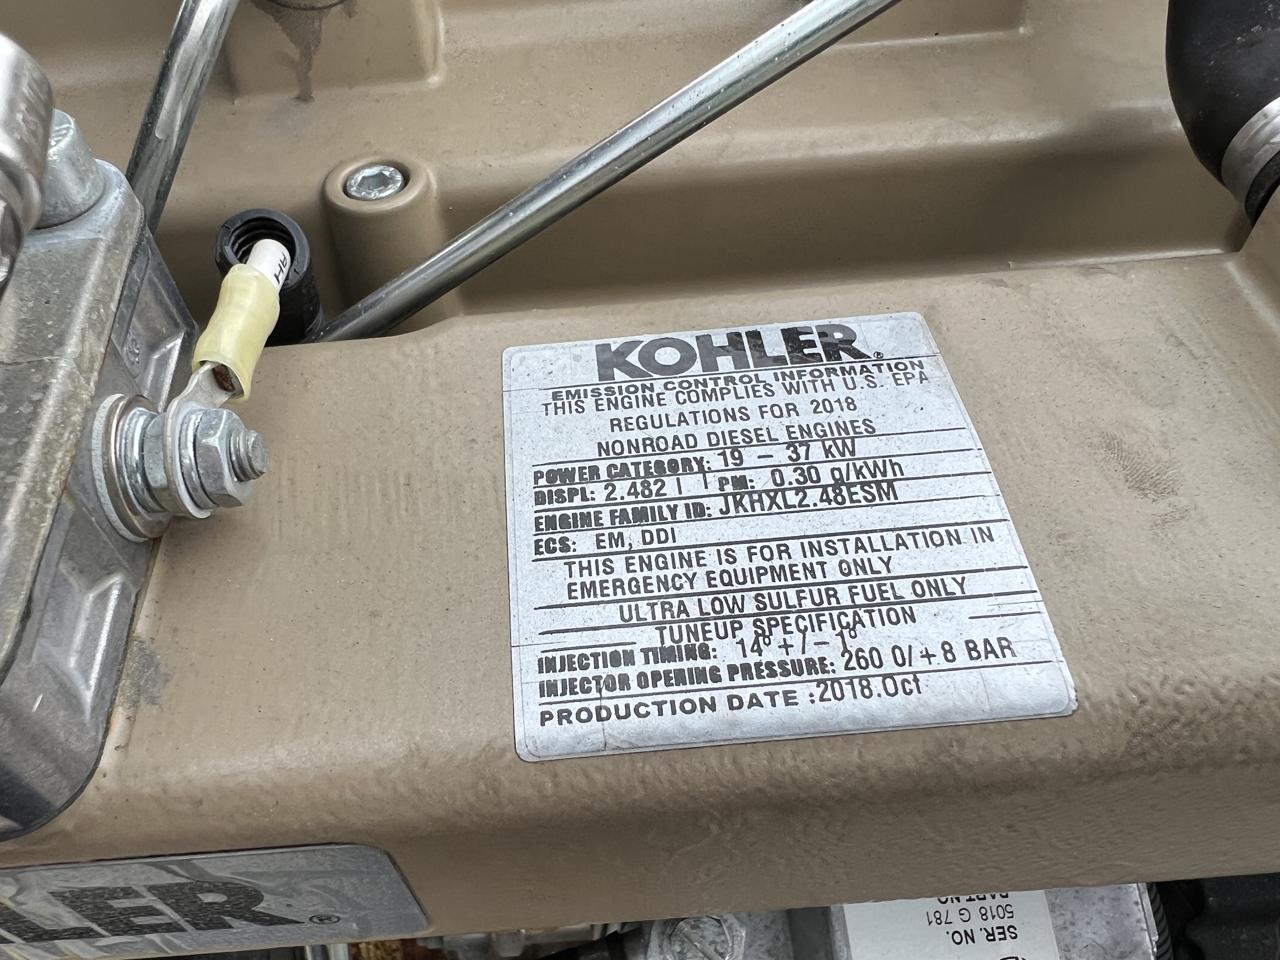 KOHLER®
EMISSION CONTROL INFORMATION
THIS ENGINE COMPLIES WITH U.S. EPA
REGULATIONS FOR 2018
NONROAD DIESEL ENGINES
POWER CATEGORY: 19 - 37 kW
DISPL: 2.482 l PM: 0.30 g/kWh
ENGINE FAMILY ID: JKHXL2.48ESM
ECS: EM, DDI
THIS ENGINE IS FOR INSTALLATION IN
EMERGENCY EQUIPMENT ONLY
ULTRA LOW SULFUR FUEL ONLY
TUNEUP SPECIFICATION
INJECTION TIMING: 14° +/- 1°
INJECTOR OPENING PRESSURE: 260 0/+8 BAR
PRODUCTION DATE :2018.Oct
LER®
SER. NO.
5018 G 781
PART NO